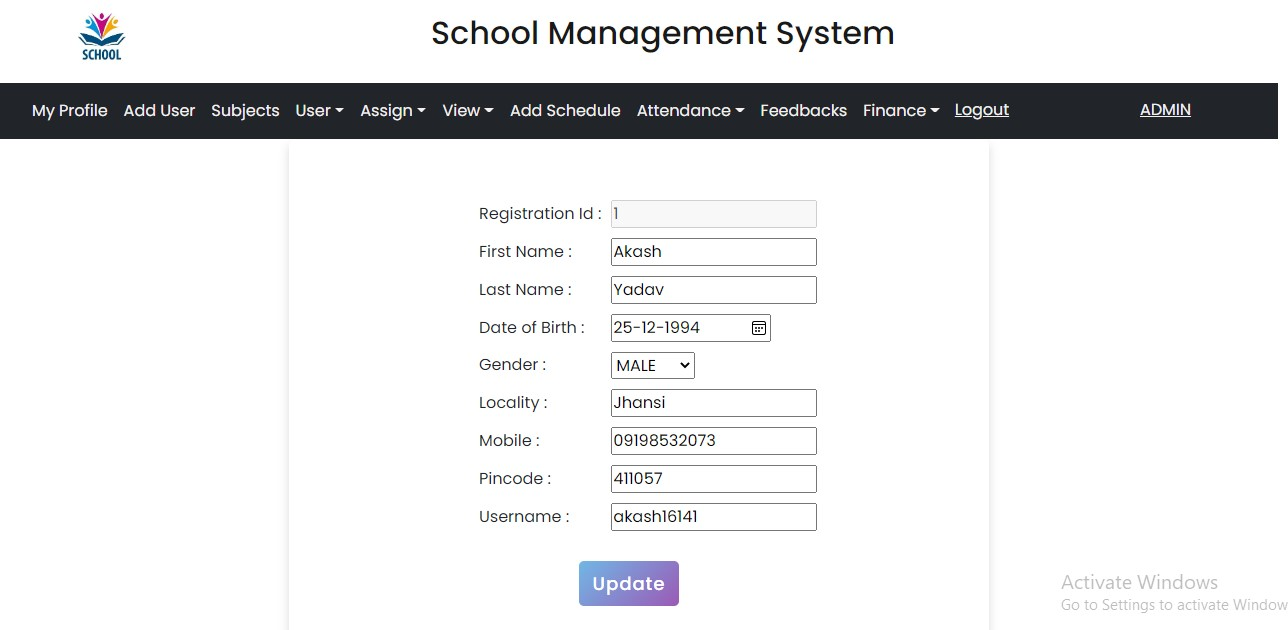 SCHOOL
School Management System
My Profile Add User Subjects User Assign View Add Schedule Attendance Feedbacks Finance Logout ADMIN
Registration Id : 1
First Name : Akash
Last Name : Yadav
Date of Birth : 25-12-1994
Gender : MALE
Locality : Jhansi
Mobile : 09198532073
Pincode : 411057
Username : akash16141
Update
Activate Windows
Go to Settings to activate Window